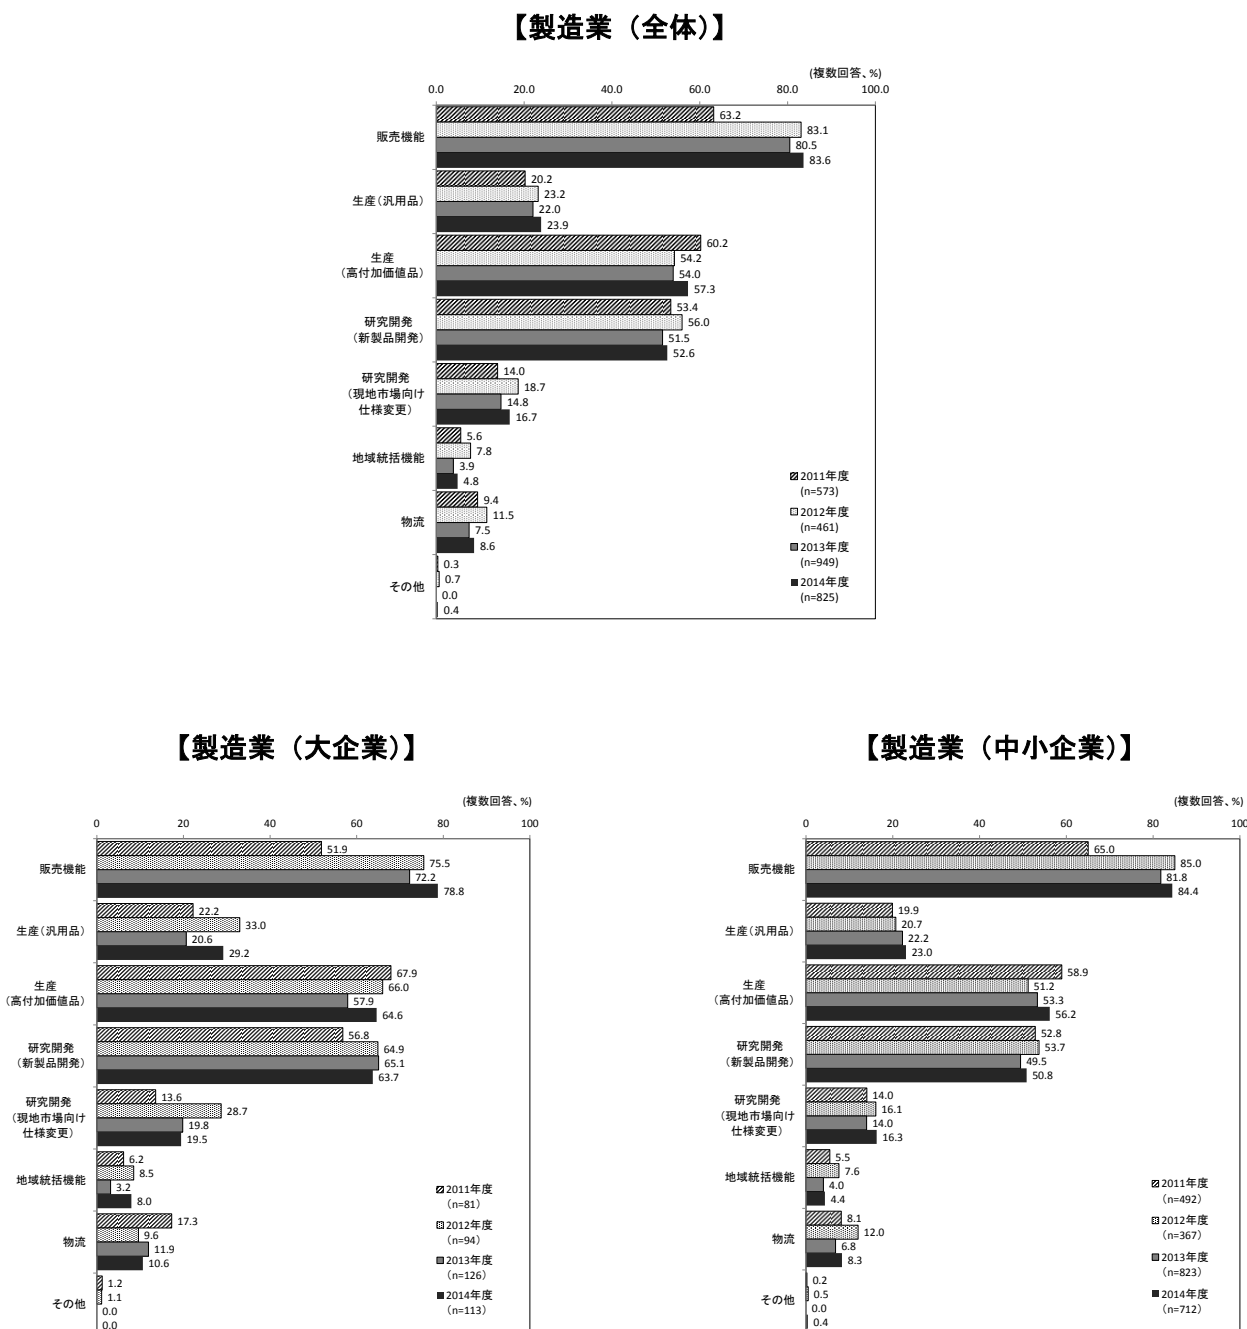 【製造業（全体）】
(複数回答、%)
0.0 20.0 40.0 60.0 80.0 100.0
販売機能
63.2
83.1
80.5
83.6
生産（汎用品）
20.2
23.2
22.0
23.9
生産
（高付加価値品）
60.2
54.2
54.0
57.3
研究開発
（新製品開発）
53.4
56.0
51.5
52.6
研究開発
（現地市場向け
仕様変更）
14.0
18.7
14.8
16.7
地域統括機能
5.6
7.8
3.9
4.8
物流
9.4
11.5
7.5
8.6
その他
0.3
0.7
0.0
0.4
2011年度
(n=573)
2012年度
(n=461)
2013年度
(n=949)
2014年度
(n=825)
【製造業（大企業）】
(複数回答、%)
0 20 40 60 80 100
販売機能
51.9
75.5
72.2
78.8
生産（汎用品）
22.2
33.0
20.6
29.2
生産
（高付加価値品）
67.9
66.0
57.9
64.6
研究開発
（新製品開発）
56.8
64.9
65.1
63.7
研究開発
（現地市場向け
仕様変更）
13.6
28.7
19.8
19.5
地域統括機能
6.2
8.5
3.2
8.0
物流
17.3
9.6
11.9
10.6
その他
1.2
1.1
0.0
0.0
2011年度
（n=81）
2012年度
（n=94）
2013年度
（n=126）
2014年度
（n=113）
【製造業（中小企業）】
(複数回答、%)
0 20 40 60 80 100
販売機能
65.0
85.0
81.8
84.4
生産（汎用品）
19.9
20.7
22.2
23.0
生産
（高付加価値品）
58.9
51.2
53.3
56.2
研究開発
（新製品開発）
52.8
53.7
49.5
50.8
研究開発
（現地市場向け
仕様変更）
14.0
16.1
14.0
16.3
地域統括機能
5.5
7.6
4.0
4.4
物流
8.1
12.0
6.8
8.3
その他
0.2
0.5
0.0
0.4
2011年度
（n=492）
2012年度
（n=367）
2013年度
（n=823）
2014年度
（n=712）